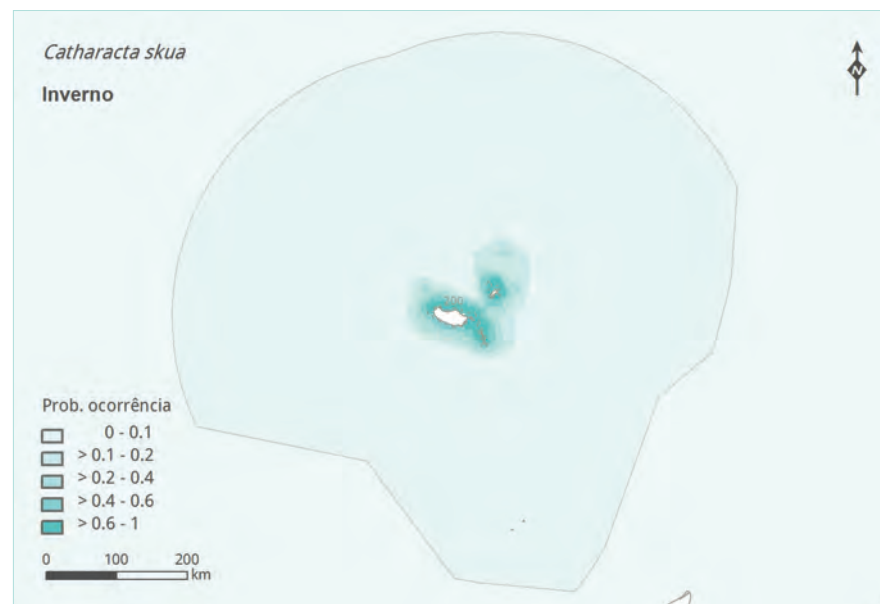 Catharacta skua
Inverno
N
Prob. ocorrência
0 - 0.1
> 0.1 - 0.2
> 0.2 - 0.4
> 0.4 - 0.6
> 0.6 - 1
0 100 200
km